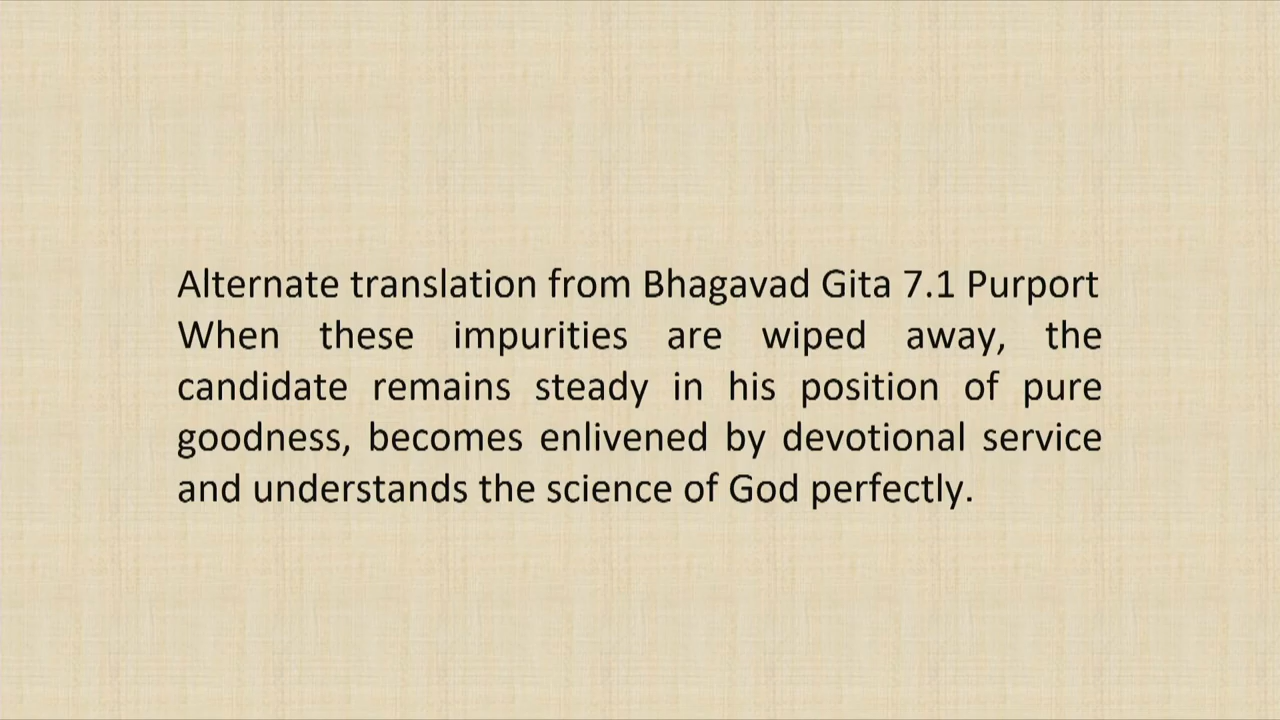 Alternate translation from Bhagavad Gita 7.1 Purport
When these impurities are wiped away, the
candidate remains steady in his position of pure
goodness, becomes enlivened by devotional service
and understands the science of God perfectly.